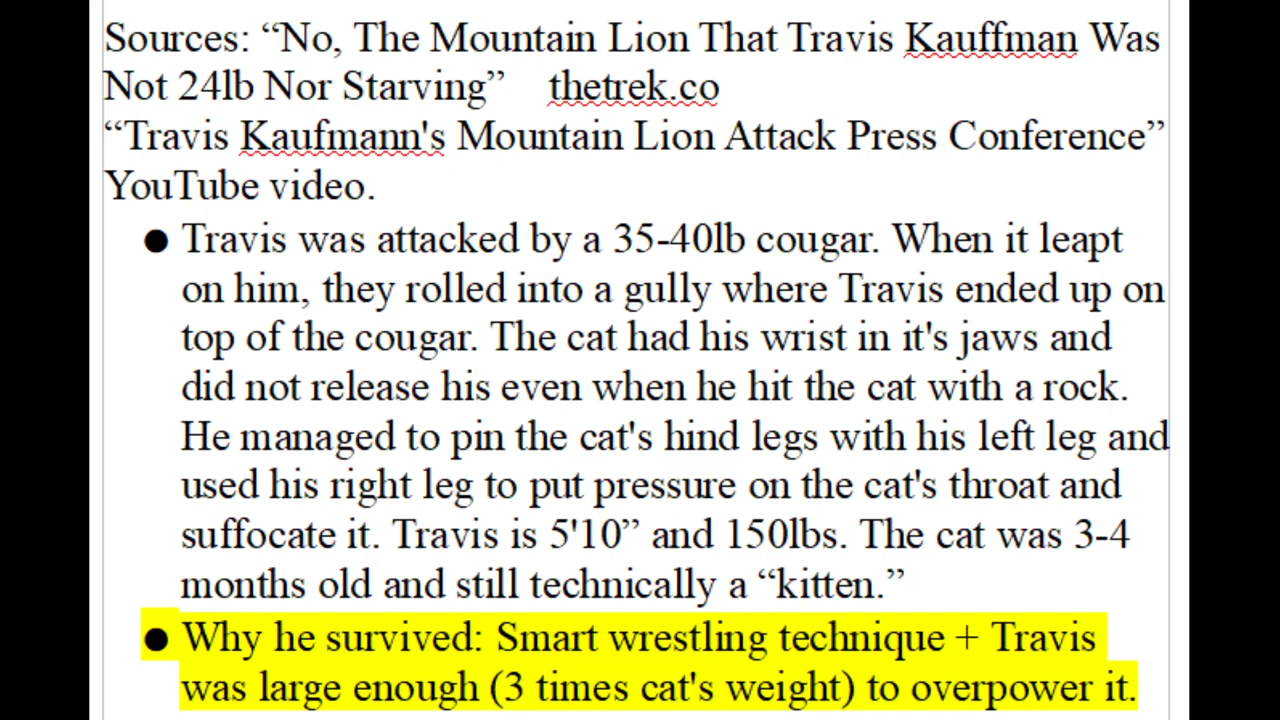 Sources: “No, The Mountain Lion That Travis Kauffman Was
Not 24lb Nor Starving” thetrek.co
“Travis Kaufmann's Mountain Lion Attack Press Conference”
YouTube video.
● Travis was attacked by a 35-40lb cougar. When it leapt
on him, they rolled into a gully where Travis ended up on
top of the cougar. The cat had his wrist in it's jaws and
did not release his even when he hit the cat with a rock.
He managed to pin the cat's hind legs with his left leg and
used his right leg to put pressure on the cat's throat and
suffocate it. Travis is 5'10” and 150lbs. The cat was 3-4
months old and still technically a “kitten.”
● Why he survived: Smart wrestling technique + Travis
was large enough (3 times cat's weight) to overpower it.